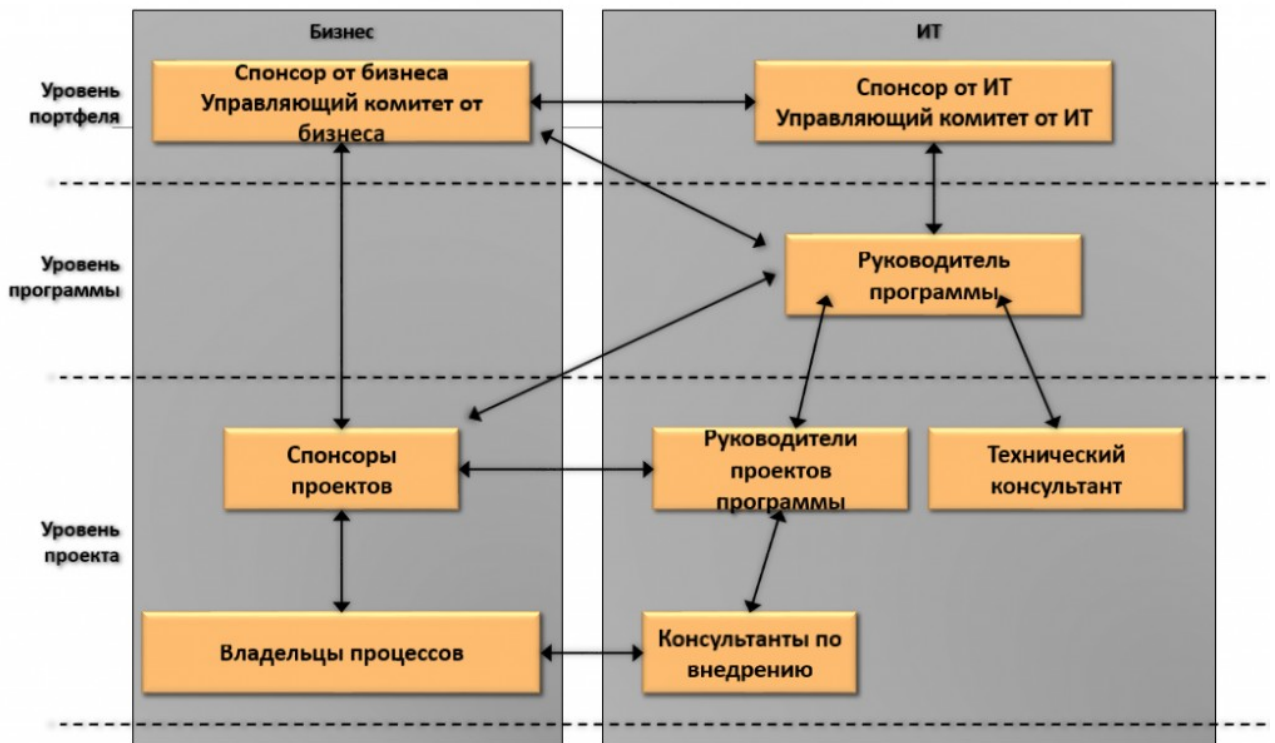 Бизнес
ИТ
Уровень
портфеля
Спонсор от бизнеса
Управляющий комитет от
бизнеса
Спонсор от ИТ
Управляющий комитет от ИТ
Уровень
программы
Руководитель
программы
Уровень
проекта
Спонсоры
проектов
Руководители
проектов
программы
Технический
консультант
Владельцы процессов
Консультанты по
внедрению